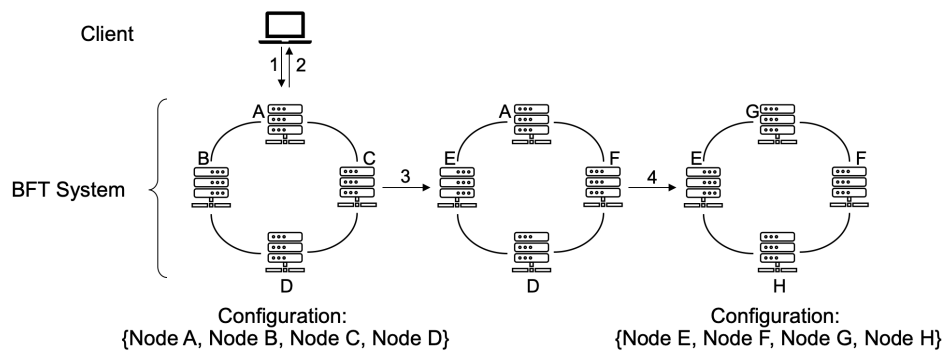 Client
1 2
A A G
B C E F E F
BFT System
3 4
D D H
Configuration: Configuration:
{Node A, Node B, Node C, Node D} {Node E, Node F, Node G, Node H}